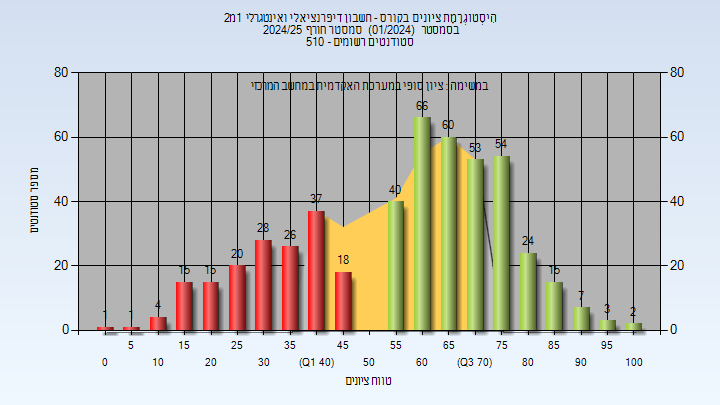 היסטוגרמת ציונים בקורס - חשבון דיפרנציאלי ואינטגרלי 1מ2
בסמסטר (01/2024) סמסטר חורף 2024/25
סטודנטים רשומים - 510
במשימה : ציון סופי במערכת האקדמית במחשב המרכזי
80 80
60 60
40 40
20 20
0 0
מספר סטודנטים
1 1 4 15 15 20 28 26 37 18 40 66 60 53 54 24 15 7 3 2
5 15 25 35 45 55 65 75 85 95
0 10 20 30 (Q1 40) 50 60 (Q3 70) 80 90 100
טווח ציונים